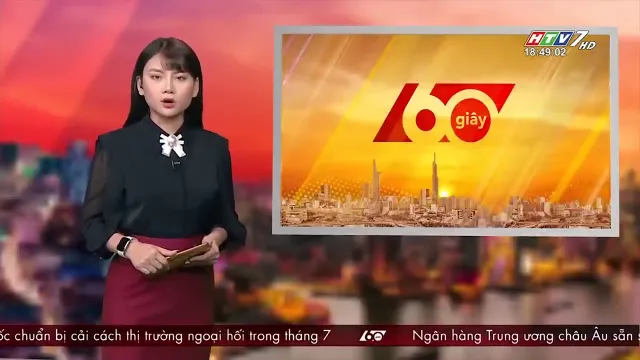 HTV7 HD
18:49:02
60 giây
ốc chuẩn bị cải cách thị trường ngoại hối trong tháng 7 60 Ngân hàng Trung ương châu Âu sẵn